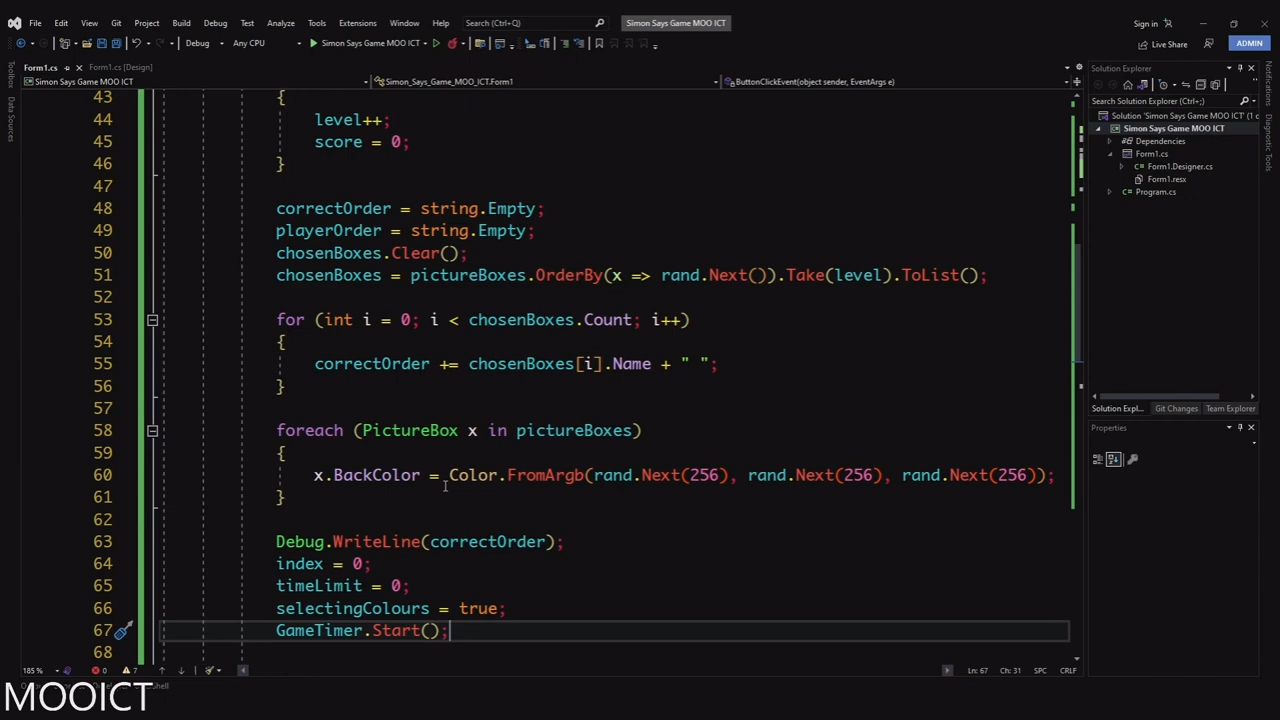 File Edit View Git Project Build Debug Test Analyze Tools Extensions Window Help Search (Ctrl+Q) Simon Says Game MOO ICT Sign in
Debug Any CPU Simon Says Game MOO ICT Live Share ADMIN
Form1.cs Form1.cs [Design] Solution Explorer
Simon Says Game MOO ICT Simon_Says_Game_MOO_ICT.Form1 ButtonClickEvent(object sender, EventArgs e)
Toolbox
Data Sources
Notifications
Diagnostic Tools
Search Solution Explorer (Ctrl+;)
Solution 'Simon Says Game MOO ICT' (1 c
Simon Says Game MOO ICT
Dependencies
Form1.cs
Form1.Designer.cs
Form1.resx
Program.cs
Solution Expl... Git Changes Team Explorer
Properties
43 {
44 level++;
45 score = 0;
46 }
47
48 correctOrder = string.Empty;
49 playerOrder = string.Empty;
50 chosenBoxes.Clear();
51 chosenBoxes = pictureBoxes.OrderBy(x => rand.Next()).Take(level).ToList();
52
53 for (int i = 0; i < chosenBoxes.Count; i++)
54 {
55 correctOrder += chosenBoxes[i].Name + " ";
56 }
57
58 foreach (PictureBox x in pictureBoxes)
59 {
60 x.BackColor = Color.FromArgb(rand.Next(256), rand.Next(256), rand.Next(256));
61 }
62
63 Debug.WriteLine(correctOrder);
64 index = 0;
65 timeLimit = 0;
66 selectingColours = true;
67 GameTimer.Start();
68
185 % 0 7 Ln: 67 Ch: 31 SPC CRLF
MOOICT